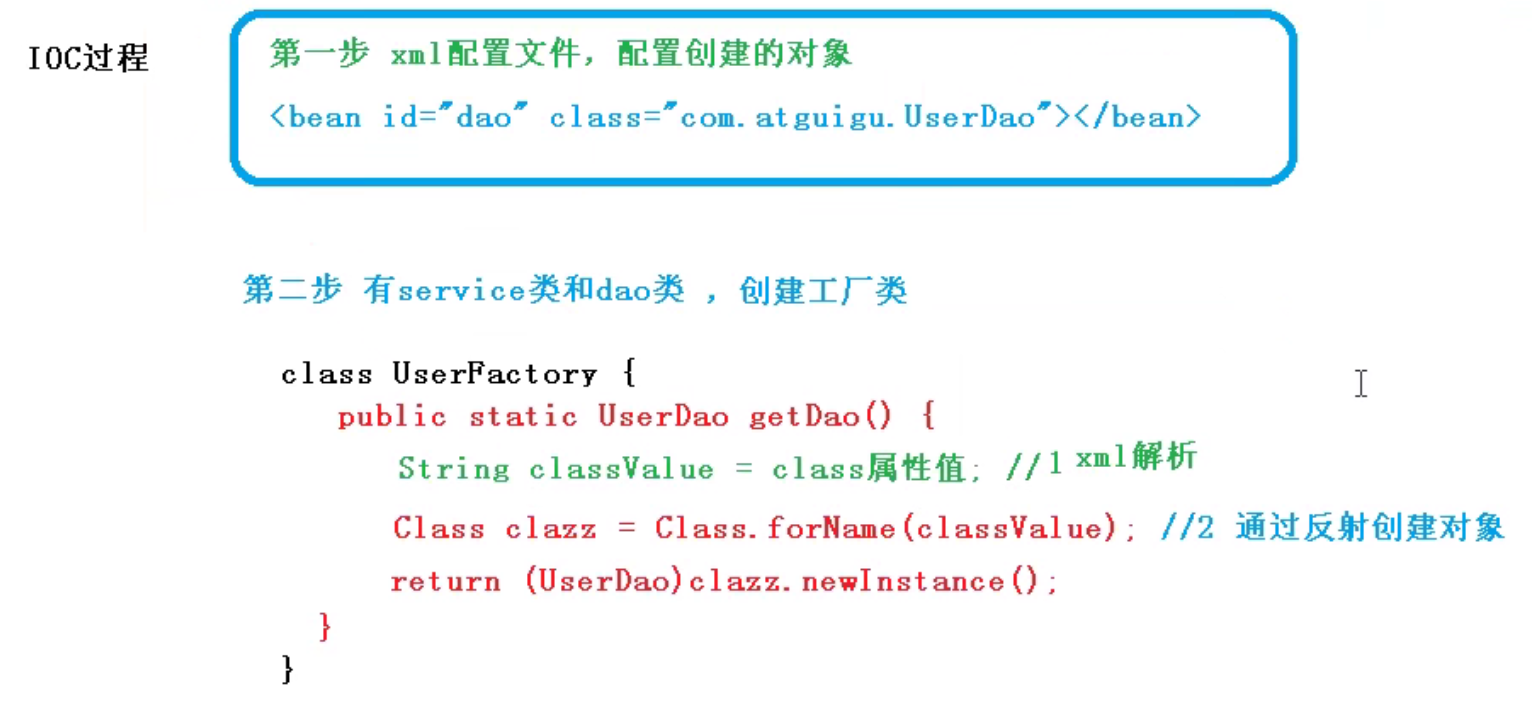 IOC过程
第一步 xml配置文件，配置创建的对象
<bean id="dao" class="com.atguigu.UserDao"></bean>
第二步 有service类和dao类 ，创建工厂类
class UserFactory {
public static UserDao getDao() {
String classValue = class属性值; //1 xml解析
Class clazz = Class.forName(classValue); //2 通过反射创建对象
return (UserDao)clazz.newInstance();
}
}